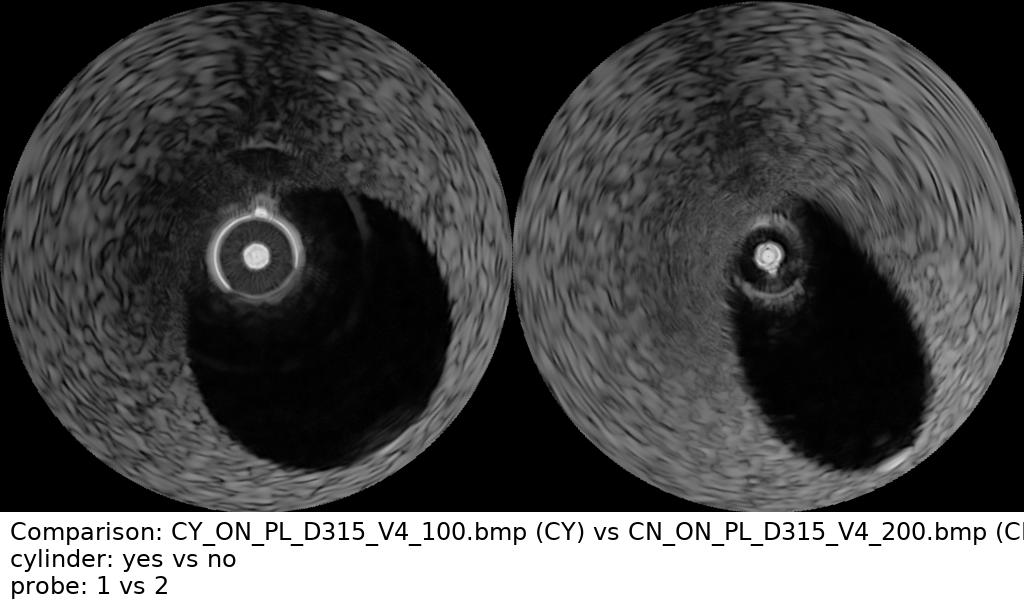 Comparison: CY_ON_PL_D315_V4_100.bmp (CY) vs CN_ON_PL_D315_V4_200.bmp (C
cylinder: yes vs no
probe: 1 vs 2